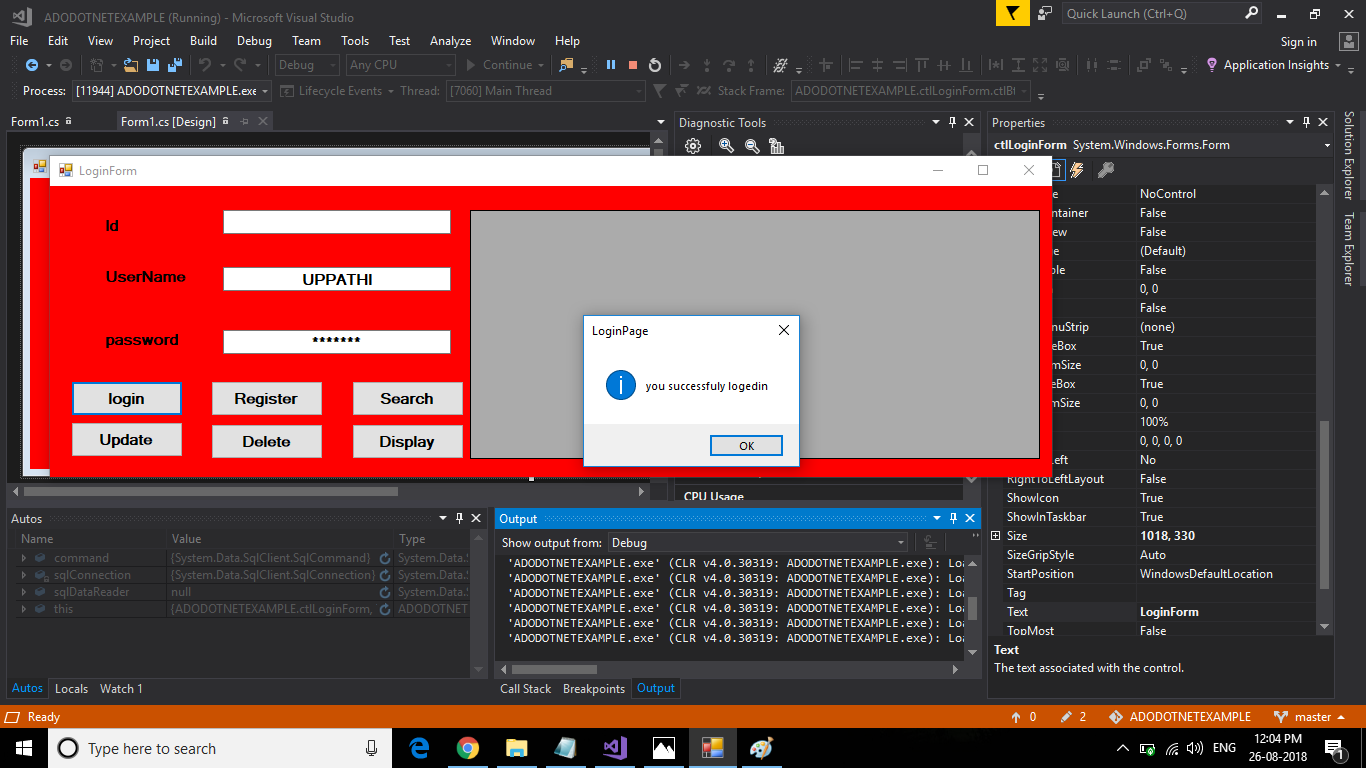 ADODOTNETEXAMPLE (Running) - Microsoft Visual Studio
Quick Launch (Ctrl+Q)
File Edit View Project Build Debug Team Tools Test Analyze Window Help
Sign in
Debug Any CPU Continue Application Insights
Process: [11944] ADODOTNETEXAMPLE.exe Lifecycle Events Thread: [7060] Main Thread Stack Frame: ADODOTNETEXAMPLE.ctlLoginForm.ctlBt
Form1.cs Form1.cs [Design]
Diagnostic Tools
Properties
ctlLoginForm System.Windows.Forms.Form
Solution Explorer
Team Explorer
LoginForm
Id
UserName UPPATHI
password *******
login Register Search
Update Delete Display
LoginPage
you successfuly logedin
OK
NoControl
ntainer False
ew False
e (Default)
ble False
0, 0
False
nuStrip (none)
eBox True
mSize 0, 0
eBox True
mSize 0, 0
100%
0, 0, 0, 0
Left No
RightToLeftLayout False
ShowIcon True
ShowInTaskbar True
Size 1018, 330
SizeGripStyle Auto
StartPosition WindowsDefaultLocation
Tag
Text LoginForm
TopMost False
Text
The text associated with the control.
CPU Usage
Autos
Name Value Type
command {System.Data.SqlClient.SqlCommand} System.Data.S
sqlConnection {System.Data.SqlClient.SqlConnection} System.Data.S
sqlDataReader null System.Data.S
this {ADODOTNETEXAMPLE.ctlLoginForm, ADODOTNET
Autos Locals Watch 1
Output
Show output from: Debug
'ADODOTNETEXAMPLE.exe' (CLR v4.0.30319: ADODOTNETEXAMPLE.exe): Loa
'ADODOTNETEXAMPLE.exe' (CLR v4.0.30319: ADODOTNETEXAMPLE.exe): Loa
'ADODOTNETEXAMPLE.exe' (CLR v4.0.30319: ADODOTNETEXAMPLE.exe): Loa
'ADODOTNETEXAMPLE.exe' (CLR v4.0.30319: ADODOTNETEXAMPLE.exe): Loa
'ADODOTNETEXAMPLE.exe' (CLR v4.0.30319: ADODOTNETEXAMPLE.exe): Loa
'ADODOTNETEXAMPLE.exe' (CLR v4.0.30319: ADODOTNETEXAMPLE.exe): Loa
Call Stack Breakpoints Output
Ready
0 2 ADODOTNETEXAMPLE master
Type here to search
ENG
12:04 PM
26-08-2018
1